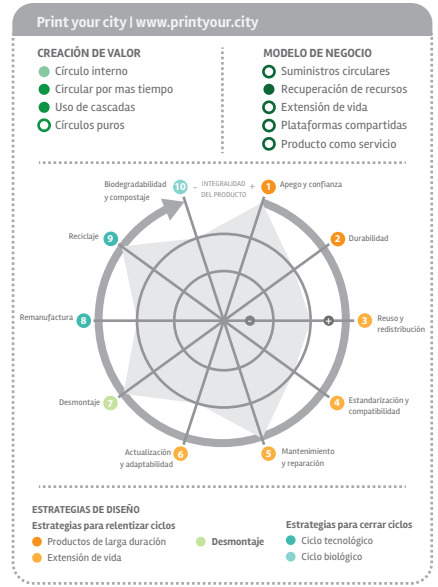 Print your city | www.printyour.city
CREACIÓN DE VALOR
Círculo interno
Circular por mas tiempo
Uso de cascadas
Círculos puros
MODELO DE NEGOCIO
Suministros circulares
Recuperación de recursos
Extensión de vida
Plataformas compartidas
Producto como servicio
Biodegradabilidad
y compostaje
10
- INTEGRALIDAD +
DEL PRODUCTO
1 Apego y confianza
Reciclaje 9
2 Durabilidad
Remanufactura 8
- +
3 Reuso y
redistribución
Desmontaje 7
4 Estandarización y
compatibilidad
Actualización
y adaptabilidad
6
5 Mantenimiento
y reparación
ESTRATEGIAS DE DISEÑO
Estrategias para relentizar ciclos
Productos de larga duración
Extensión de vida
Desmontaje
Estrategias para cerrar ciclos
Ciclo tecnológico
Ciclo biológico